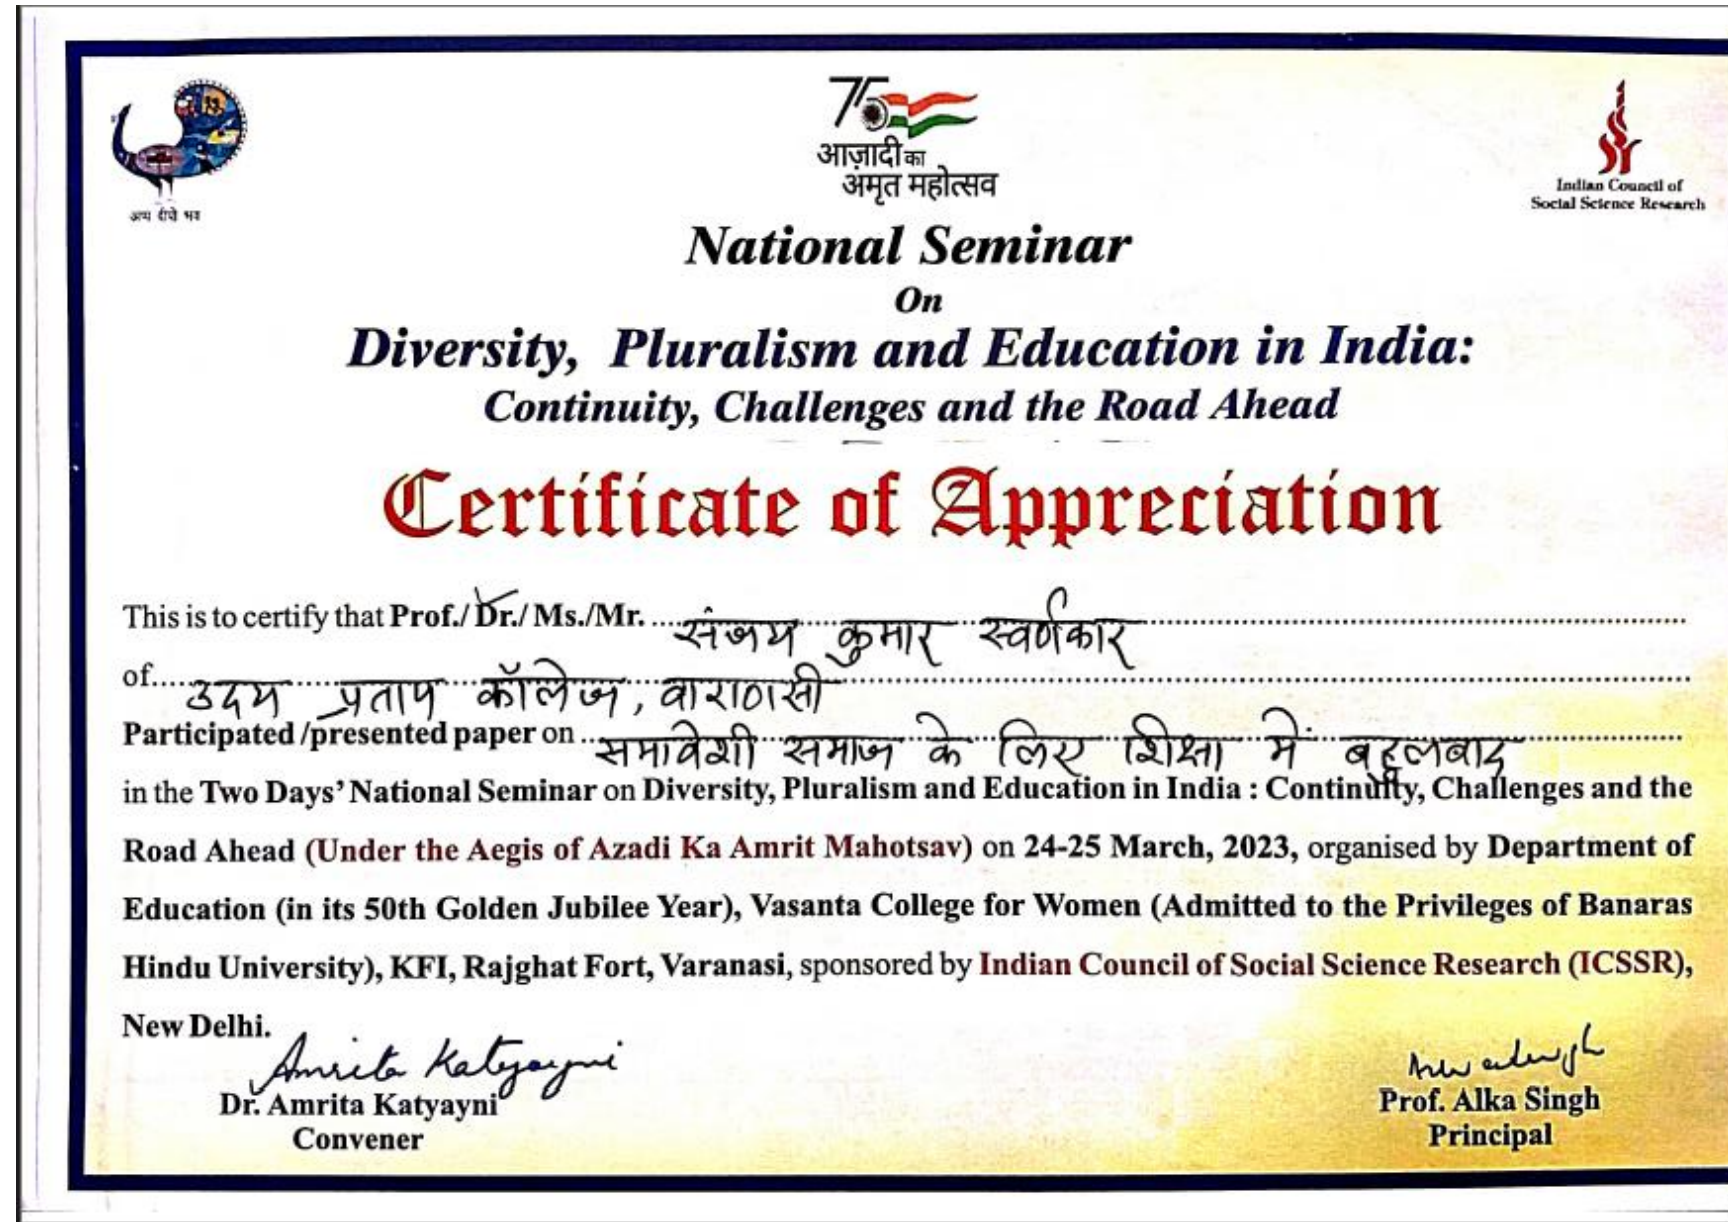 75
आज़ादी का
अमृत महोत्सव
अप्प दीपो भव
Indian Council of
Social Science Research
National Seminar
On
Diversity, Pluralism and Education in India:
Continuity, Challenges and the Road Ahead
Certificate of Appreciation
This is to certify that Prof./Dr./Ms./Mr. संजय कुमार स्वर्णकार
of उदय प्रताप कॉलेज, वाराणसी
Participated/presented paper on समावेशी समाज के लिए शिक्षा में बहुलवाद
in the Two Days' National Seminar on Diversity, Pluralism and Education in India : Continuity, Challenges and the
Road Ahead (Under the Aegis of Azadi Ka Amrit Mahotsav) on 24-25 March, 2023, organised by Department of
Education (in its 50th Golden Jubilee Year), Vasanta College for Women (Admitted to the Privileges of Banaras
Hindu University), KFI, Rajghat Fort, Varanasi, sponsored by Indian Council of Social Science Research (ICSSR),
New Delhi.
Amrita Katyayni
Dr. Amrita Katyayni
Prof. Alka Singh
Convener
Principal